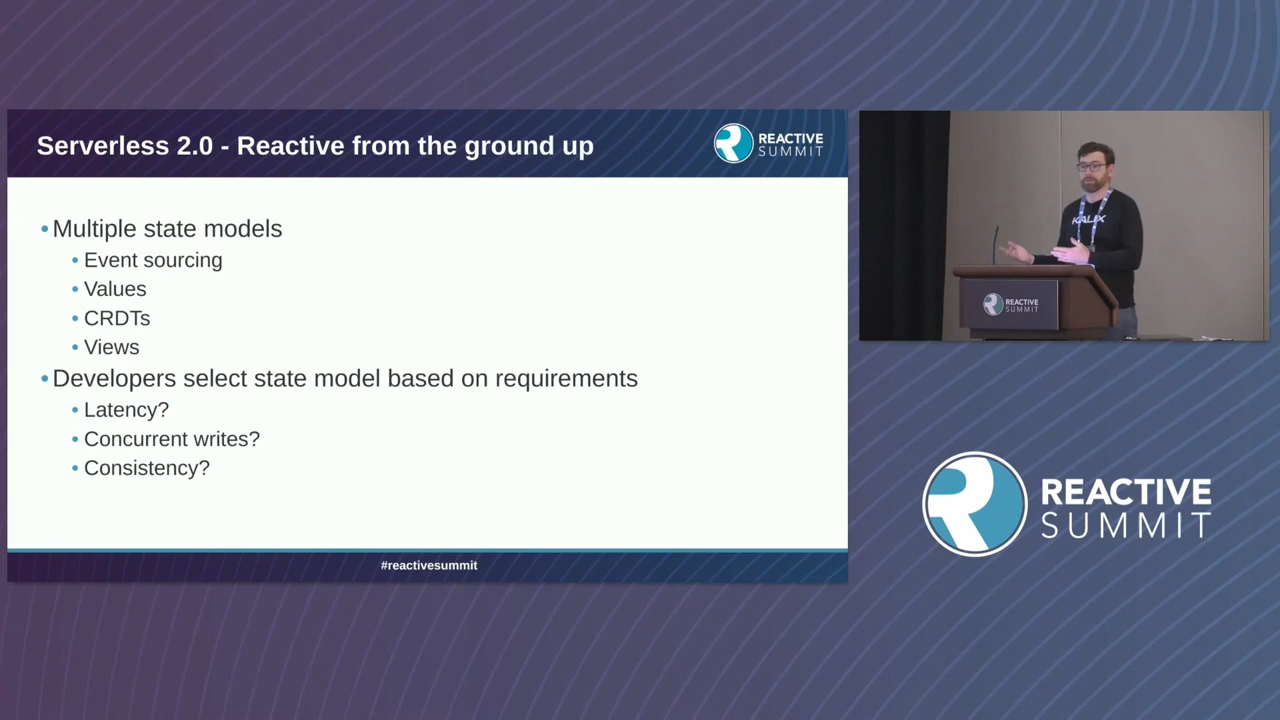 Serverless 2.0 - Reactive from the ground up
REACTIVE
SUMMIT
•Multiple state models
• Event sourcing
• Values
• CRDTs
• Views
•Developers select state model based on requirements
• Latency?
• Concurrent writes?
• Consistency?
#reactivesummit
KALIX
REACTIVE
SUMMIT
REACTIVE
SUMMIT